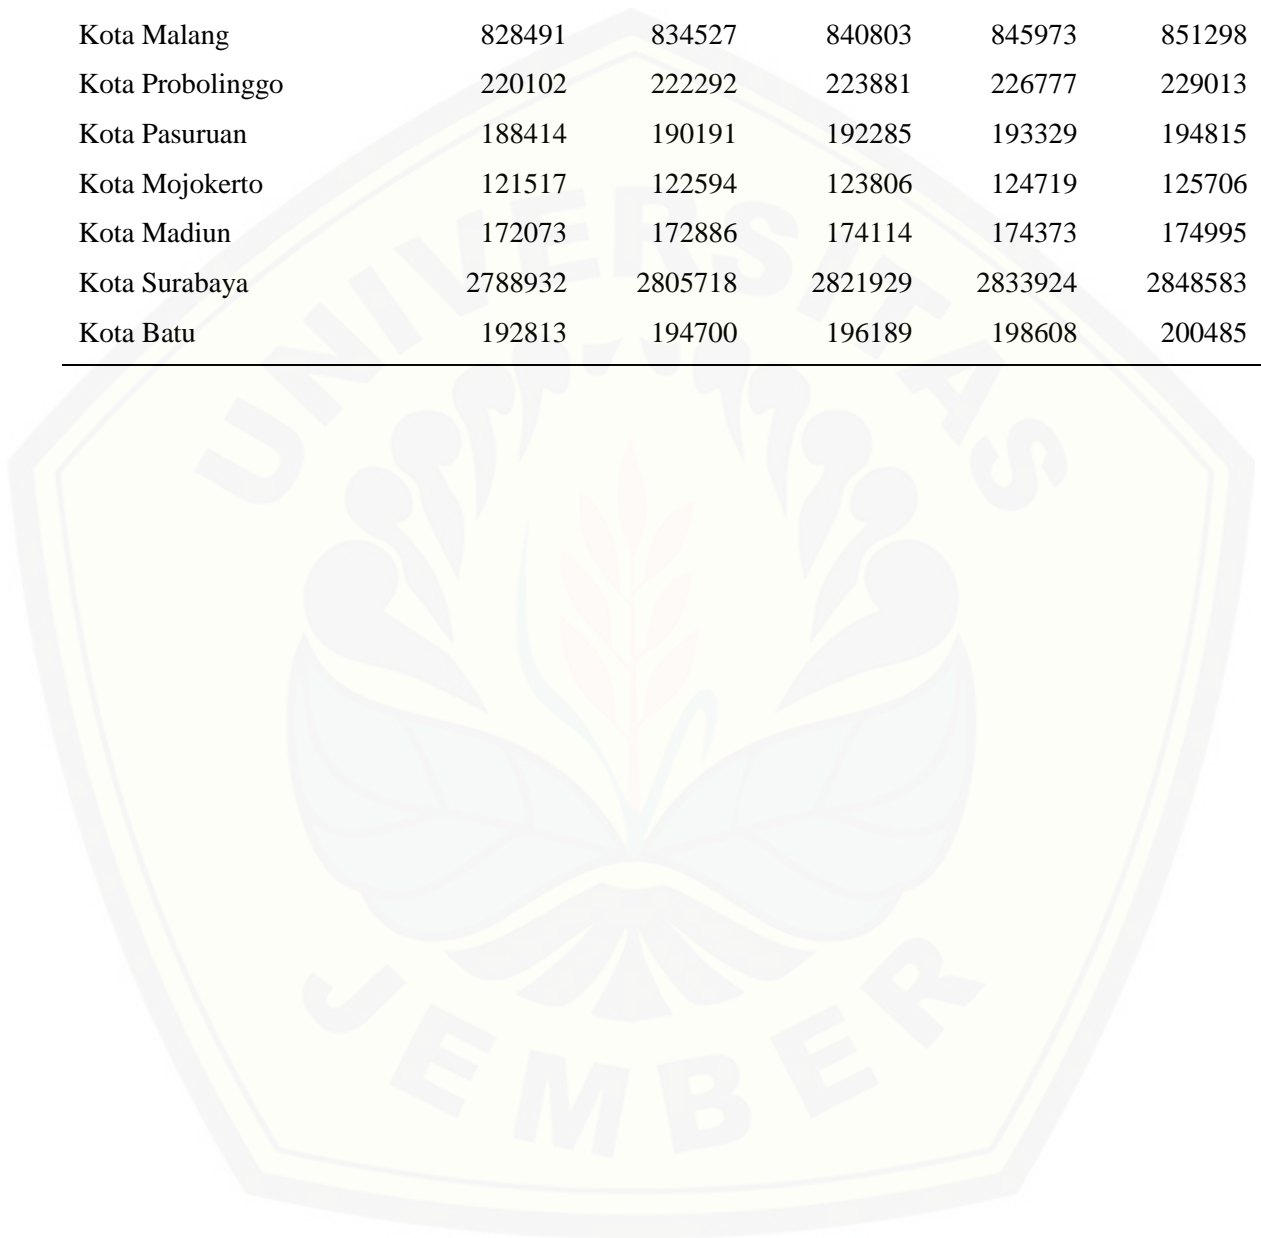 Kota Malang 828491 834527 840803 845973 851298
Kota Probolinggo 220102 222292 223881 226777 229013
Kota Pasuruan 188414 190191 192285 193329 194815
Kota Mojokerto 121517 122594 123806 124719 125706
Kota Madiun 172073 172886 174114 174373 174995
Kota Surabaya 2788932 2805718 2821929 2833924 2848583
Kota Batu 192813 194700 196189 198608 200485
UNIVERSITAS
JEMBER